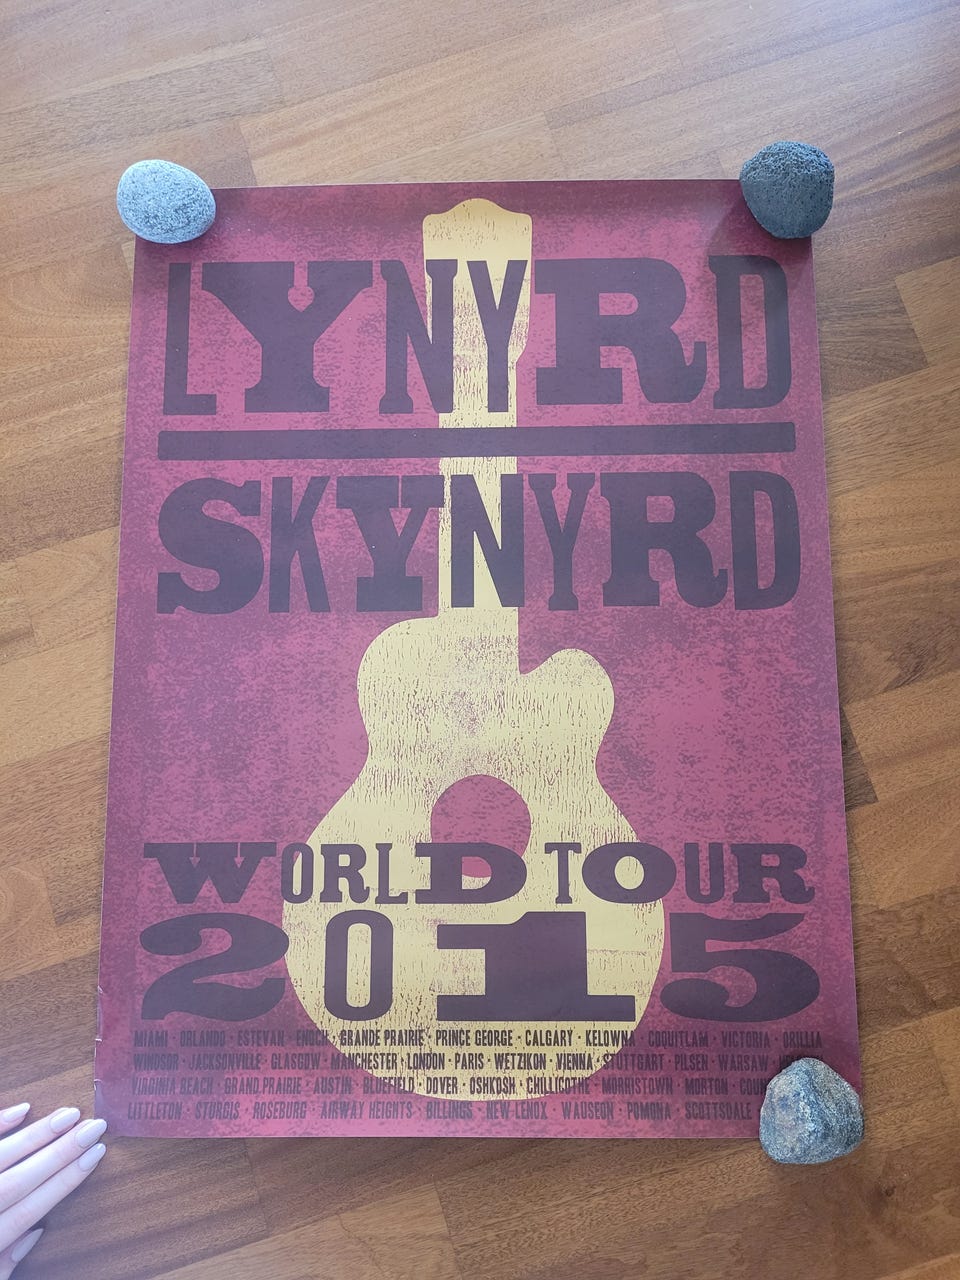 LYNYRD
SKYNYRD
WORLD TOUR
2015
MIAMI · ORLANDO · ESTEVAN · ENOCH · GRANDE PRAIRIE · PRINCE GEORGE · CALGARY · KELOWNA · COQUITLAM · VICTORIA · ORILLIA
WINDSOR · JACKSONVILLE · GLASGOW · MANCHESTER · LONDON · PARIS · WETZIKON · VIENNA · STUTTGART · PILSEN · WARSAW ·
VIRGINIA BEACH · GRAND PRAIRIE · AUSTIN · BLUEFIELD · DOVER · OSHKOSH · CHILLICOTHE · MORRISTOWN · MORTON ·
LITTLETON · STURGIS · ROSEBURG · AIRWAY HEIGHTS · BILLINGS · NEW LENOX · WAUSEON · POMONA · SCOTTSDALE